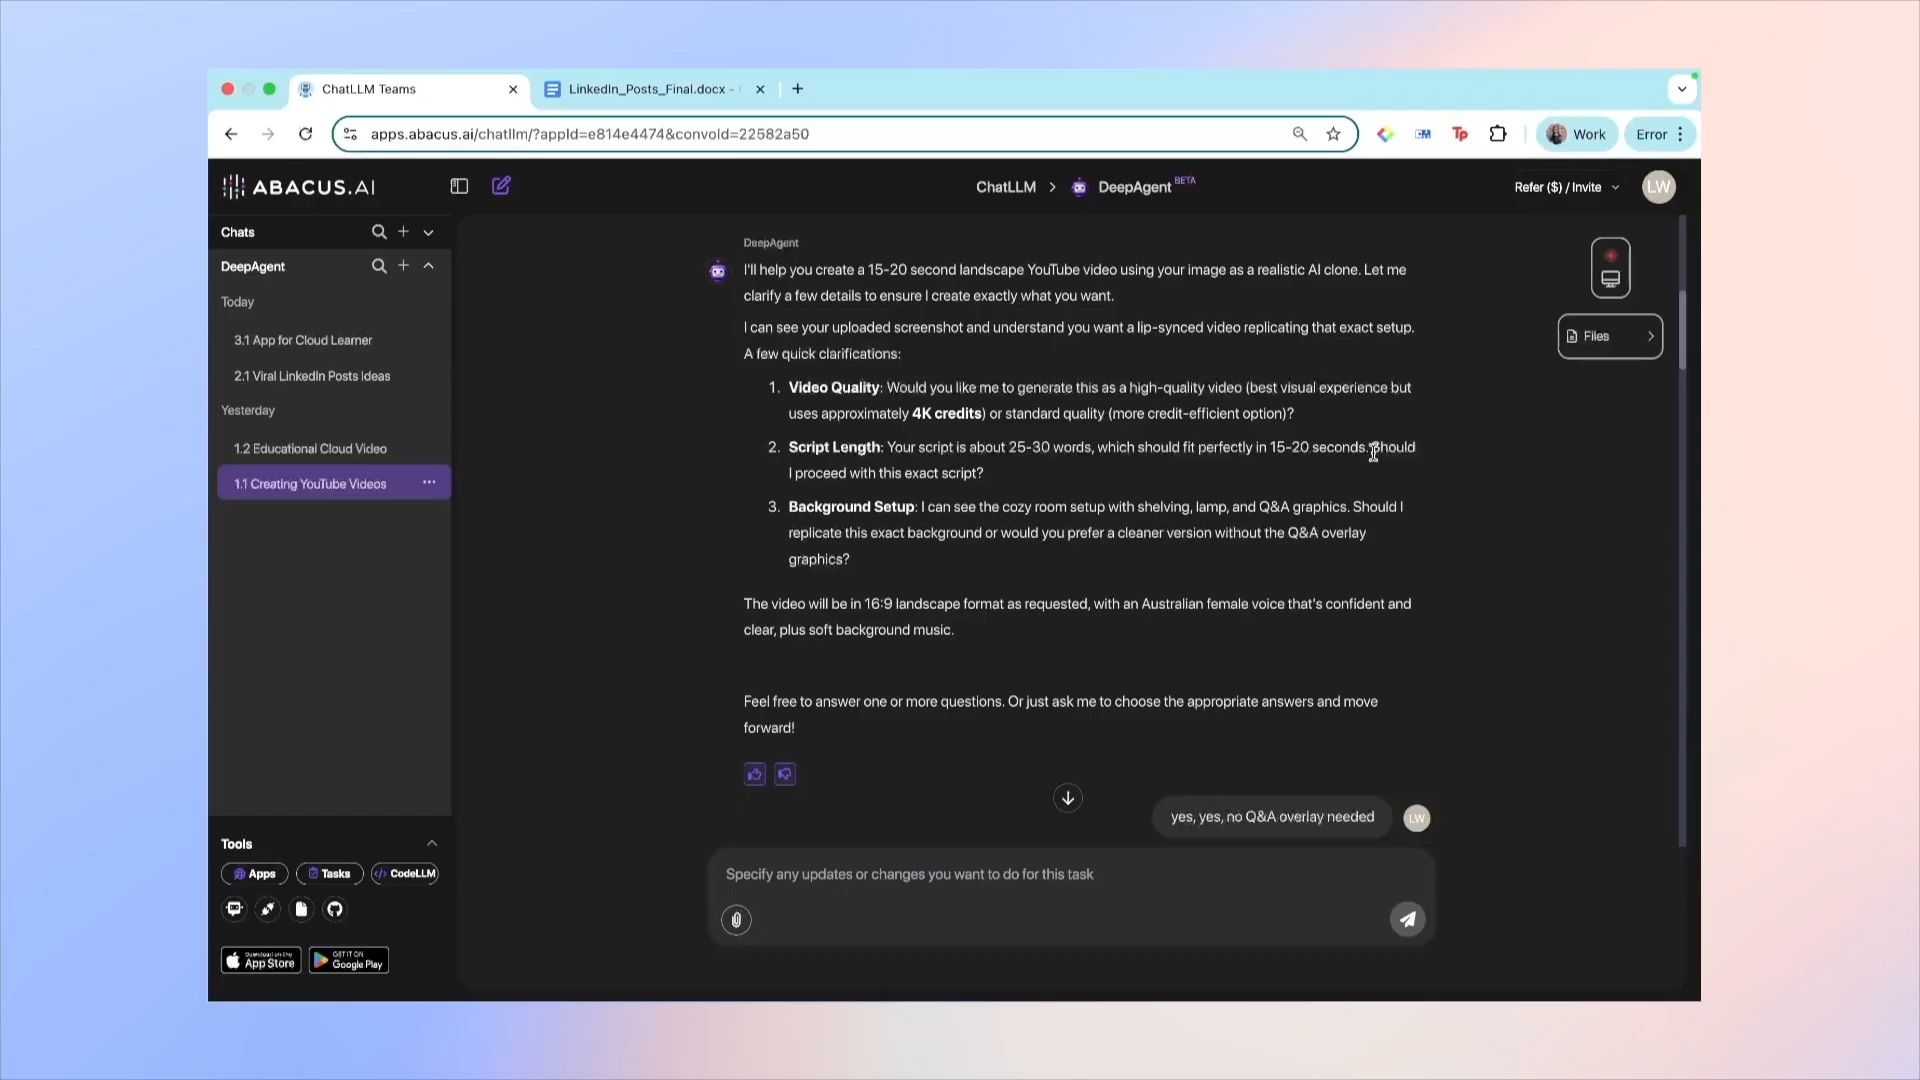 ChatLLM Teams
LinkedIn_Posts_Final.docx -
apps.abacus.ai/chatllm/?appId=e814e4474&convoId=22582a50
Tp
Work
Error
ABACUS.AI
ChatLLM > DeepAgent BETA
Refer ($) / Invite
LW
Chats
DeepAgent
Today
3.1 App for Cloud Learner
2.1 Viral LinkedIn Posts Ideas
Yesterday
1.2 Educational Cloud Video
1.1 Creating YouTube Videos
Tools
Apps
Tasks
</> CodeLLM
Download on the
App Store
GET IT ON
Google Play
DeepAgent
I'll help you create a 15-20 second landscape YouTube video using your image as a realistic AI clone. Let me
clarify a few details to ensure I create exactly what you want.
I can see your uploaded screenshot and understand you want a lip-synced video replicating that exact setup.
A few quick clarifications:
1. Video Quality: Would you like me to generate this as a high-quality video (best visual experience but
uses approximately 4K credits) or standard quality (more credit-efficient option)?
2. Script Length: Your script is about 25-30 words, which should fit perfectly in 15-20 seconds. Should
I proceed with this exact script?
3. Background Setup: I can see the cozy room setup with shelving, lamp, and Q&A graphics. Should I
replicate this exact background or would you prefer a cleaner version without the Q&A overlay
graphics?
The video will be in 16:9 landscape format as requested, with an Australian female voice that's confident and
clear, plus soft background music.
Feel free to answer one or more questions. Or just ask me to choose the appropriate answers and move
forward!
yes, yes, no Q&A overlay needed
LW
Specify any updates or changes you want to do for this task
Files